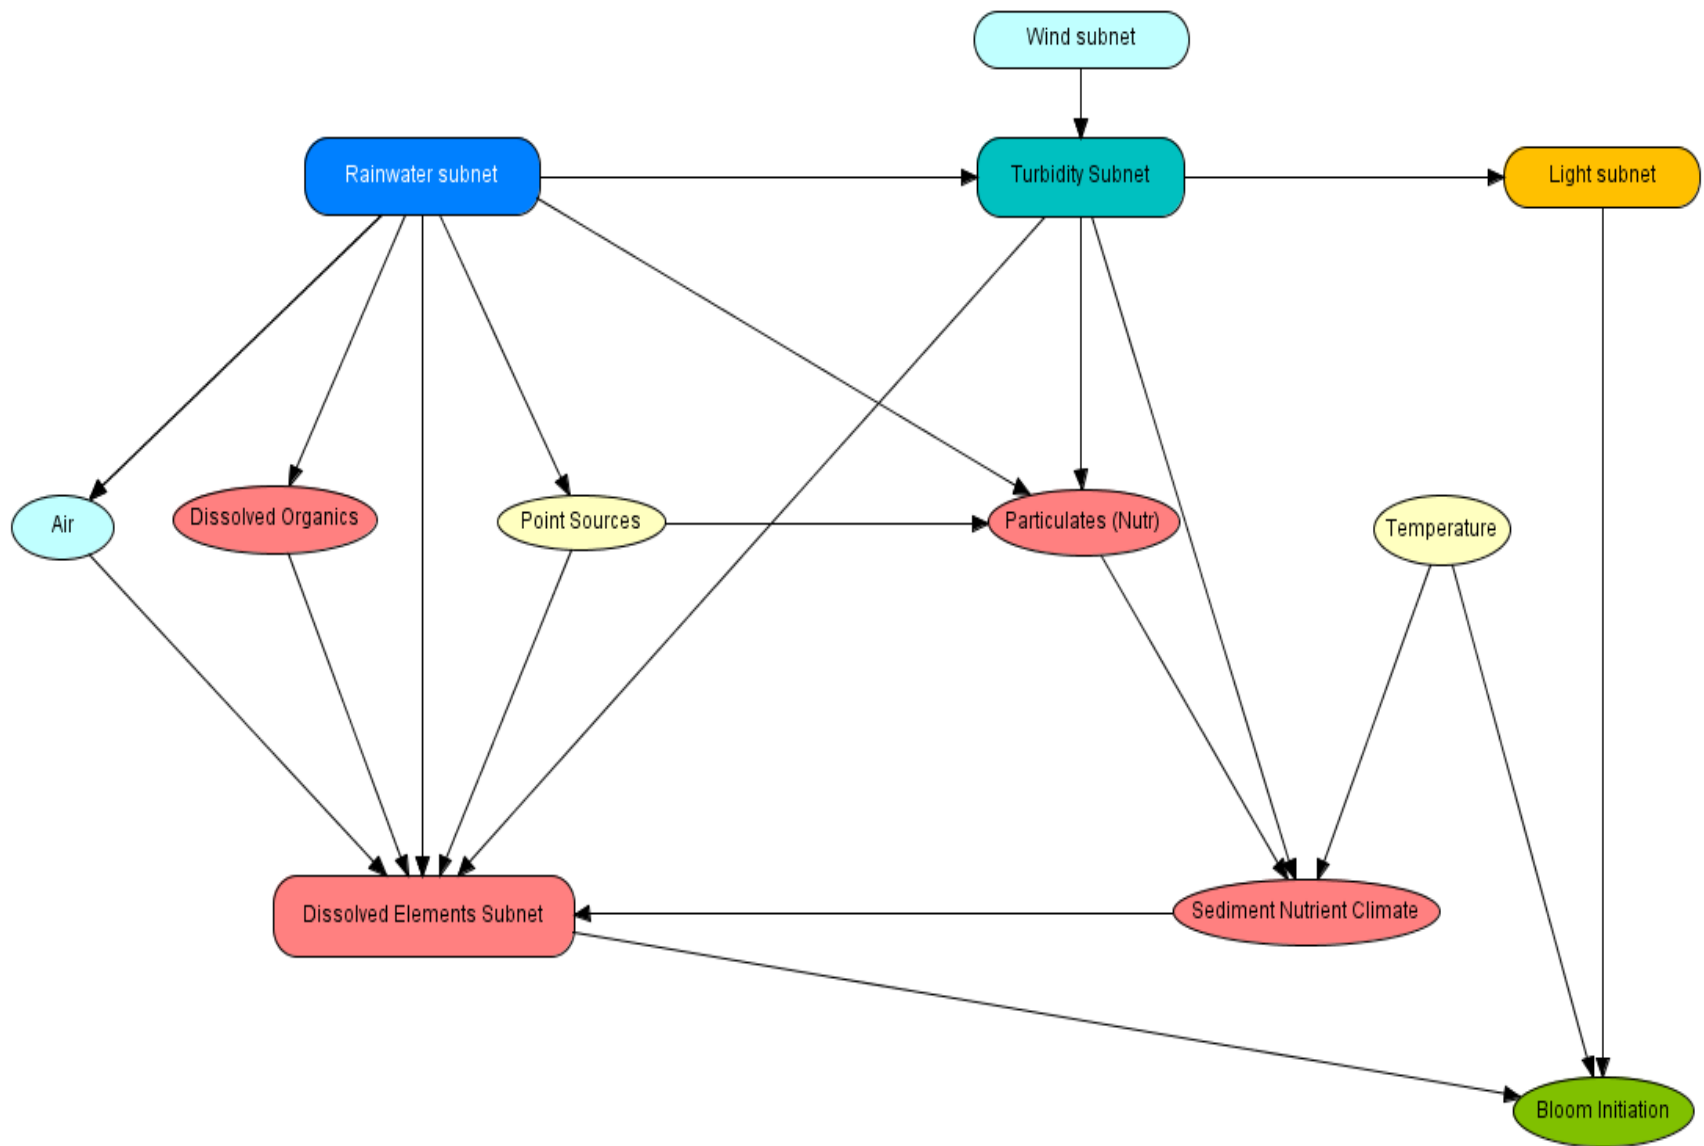 Wind subnet
Rainwater subnet
Turbidity Subnet
Light subnet
Air
Dissolved Organics
Point Sources
Particulates (Nutr)
Temperature
Dissolved Elements Subnet
Sediment Nutrient Climate
Bloom Initiation